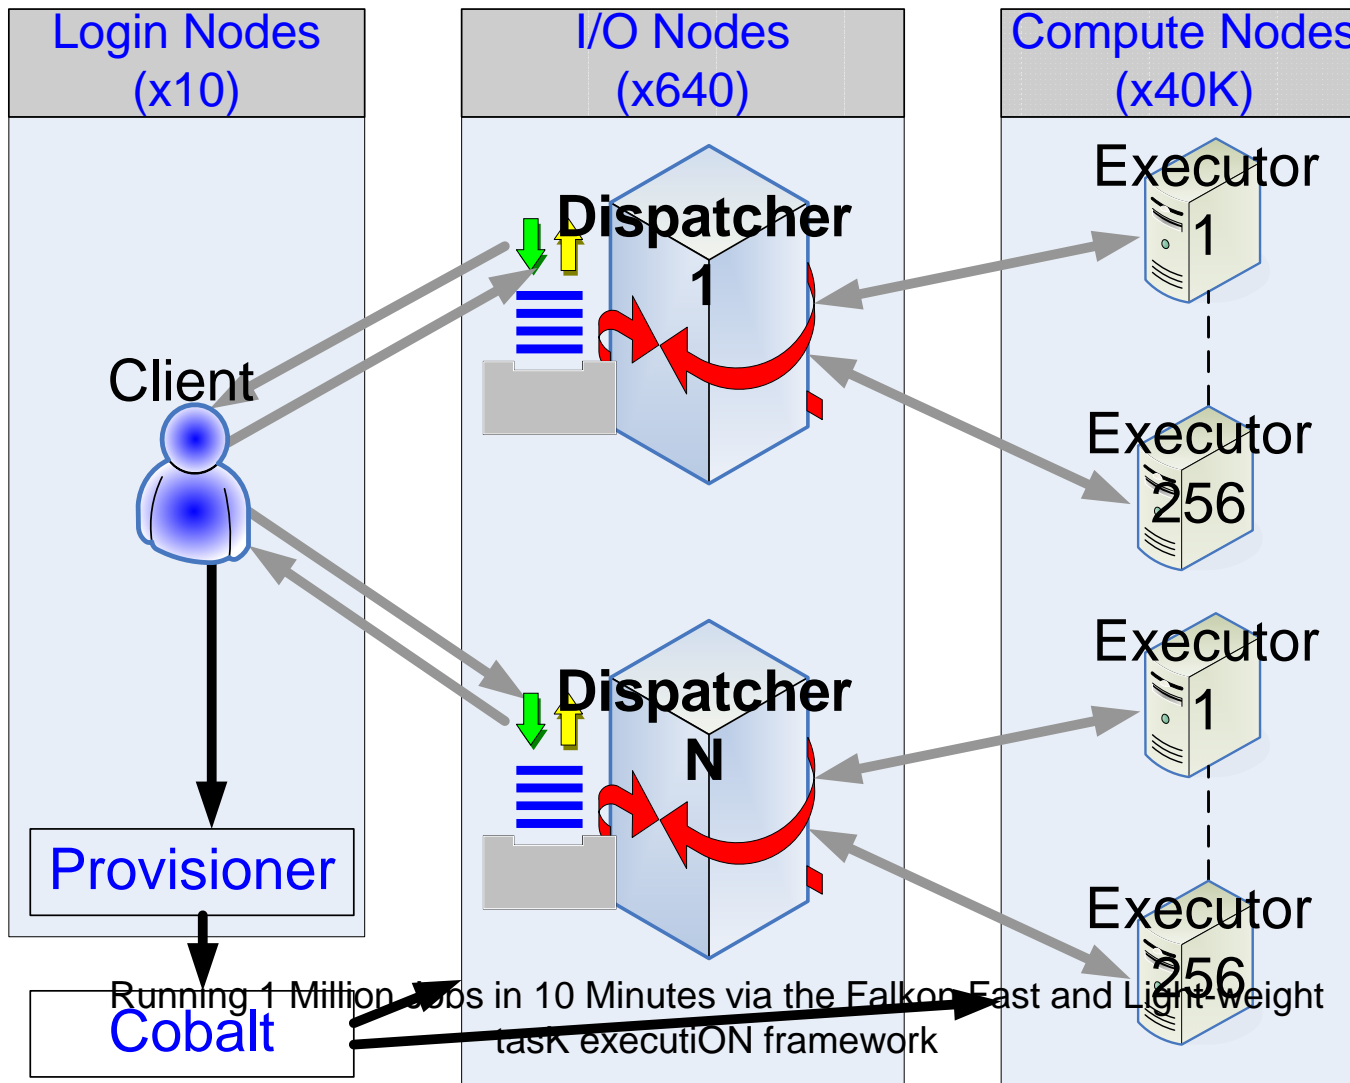 Login Nodes
(x10)
I/O Nodes
(x640)
Compute Nodes
(x40K)
Client
Provisioner
Cobalt
Dispatcher
1
Dispatcher
N
Executor
1
Executor
256
Executor
1
Executor
256
Running 1 Million Jobs in 10 Minutes via the Falkon Fast and Light-weight
tasK executiON framework